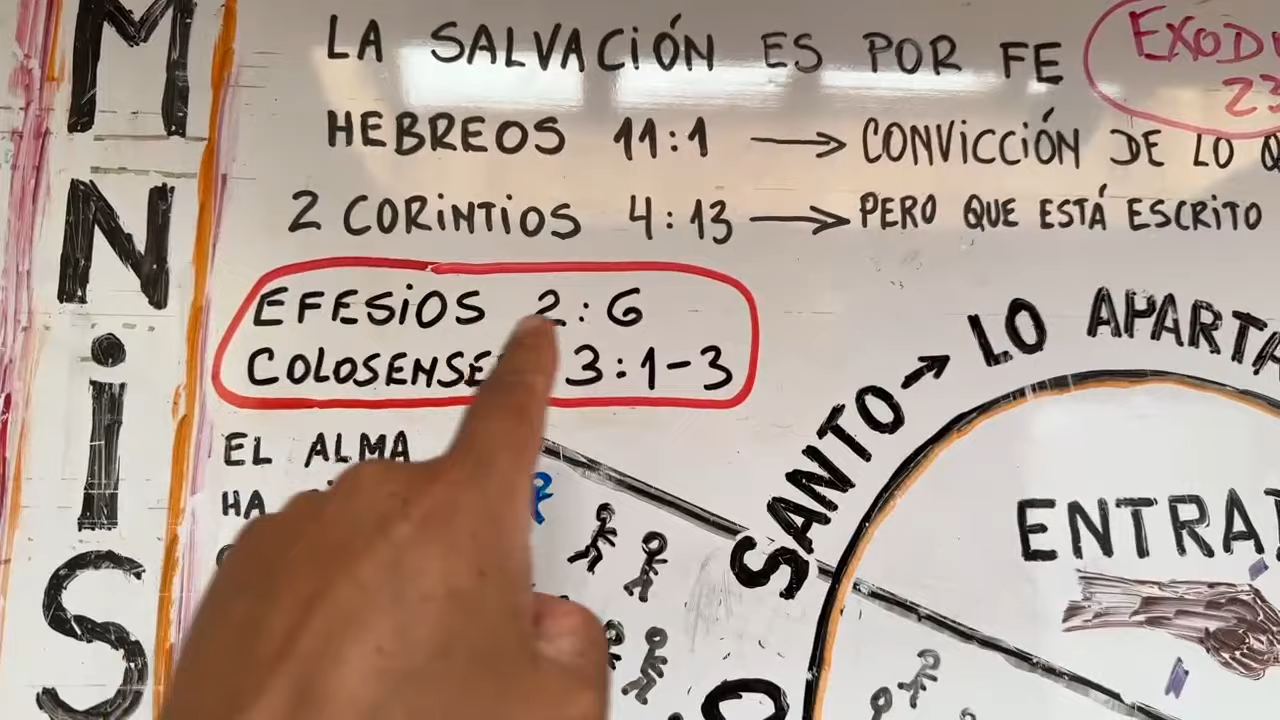 LA SALVACiÓN ES POR FE
EXOD
23
HEBREOS 11:1 → CONVICCiÓN DE LO Q
2 CORiNTiOS 4:13 → PERO QUE ESTÁ ESCRiTO
EFESiOS 2:6
COLOSENSE 3:1-3
EL ALMA
HA
SANTO → LO APARTA
ENTRA
MNiS